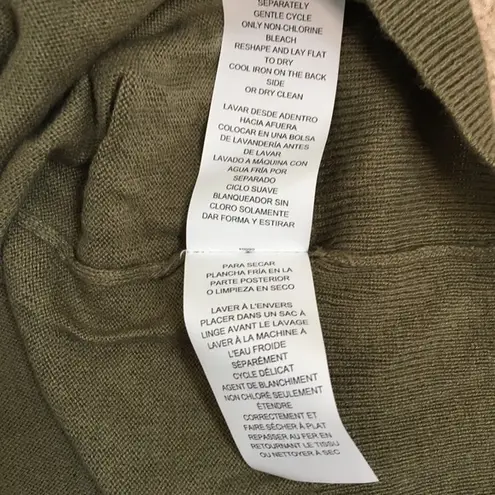 SEPARATELY
GENTLE CYCLE
ONLY NON-CHLORINE
BLEACH
RESHAPE AND LAY FLAT
TO DRY
COOL IRON ON THE BACK
SIDE
OR DRY CLEAN
LAVAR DESDE ADENTRO
HACIA AFUERA
COLOCAR EN UNA BOLSA
DE LAVANDERÍA ANTES
DE LAVAR
LAVADO A MÁQUINA CON
AGUA FRÍA POR
SEPARADO
CICLO SUAVE
BLANQUEADOR SIN
CLORO SOLAMENTE
DAR FORMA Y ESTIRAR
PARA SECAR
PLANCHA FRÍA EN LA
PARTE POSTERIOR
O LIMPIEZA EN SECO
LAVER À L'ENVERS
PLACER DANS UN SAC À
LINGE AVANT LE LAVAGE
LAVER À LA MACHINE À
L'EAU FROIDE
SÉPARÉMENT
CYCLE DÉLICAT
AGENT DE BLANCHIMENT
NON CHLORÉ SEULEMENT
ÉTENDRE
CORRECTEMENT ET
FAIRE SÉCHER À PLAT
REPASSER AU FER EN
RETOURNANT LE TISSU
OU NETTOYER À SEC